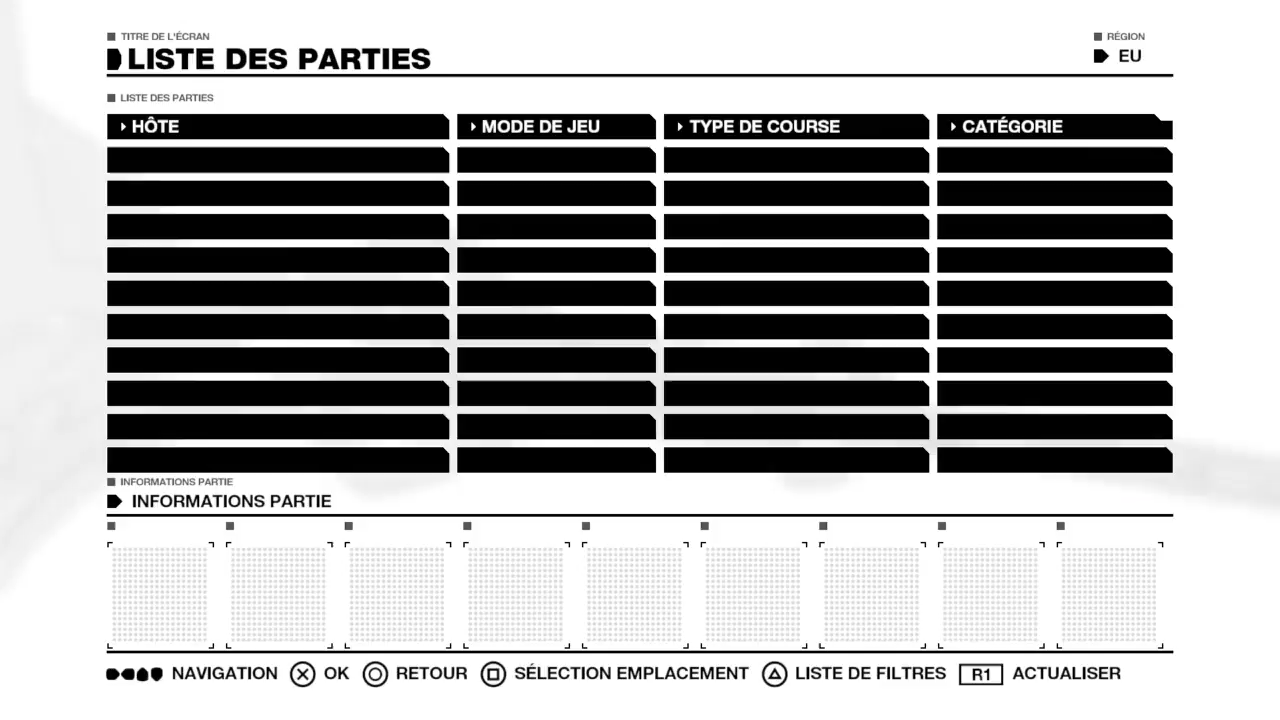 TITRE DE L'ÉCRAN
LISTE DES PARTIES
RÉGION
EU
LISTE DES PARTIES
HÔTE MODE DE JEU TYPE DE COURSE CATÉGORIE
INFORMATIONS PARTIE
INFORMATIONS PARTIE
NAVIGATION OK RETOUR SÉLECTION EMPLACEMENT LISTE DE FILTRES R1 ACTUALISER